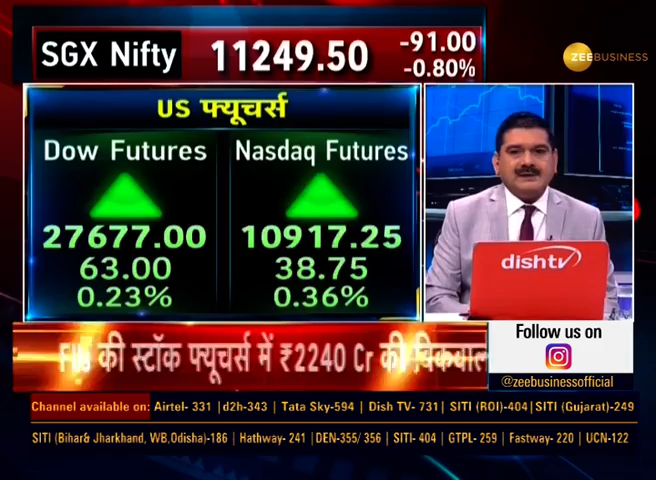 SGX Nifty 11249.50 -91.00
-0.80%
ZEEBUSINESS
US फ्यूचर्स
Dow Futures
27677.00
63.00
0.23%
Nasdaq Futures
10917.25
38.75
0.36%
dishtv
की स्टॉक फ्यूचर्स में ₹2240 Cr की
Follow us on
@zeebusinessofficial
Channel available on: Airtel- 331 |d2h-343 | Tata Sky-594 | Dish TV- 731| SITI (ROI)-404| SITI (Gujarat)-249
SITI (Bihar& Jharkhand, WB,Odisha)-186 | Hathway- 241 |DEN-355/ 356 | SITI- 404 | GTPL- 259 | Fastway- 220 | UCN-122